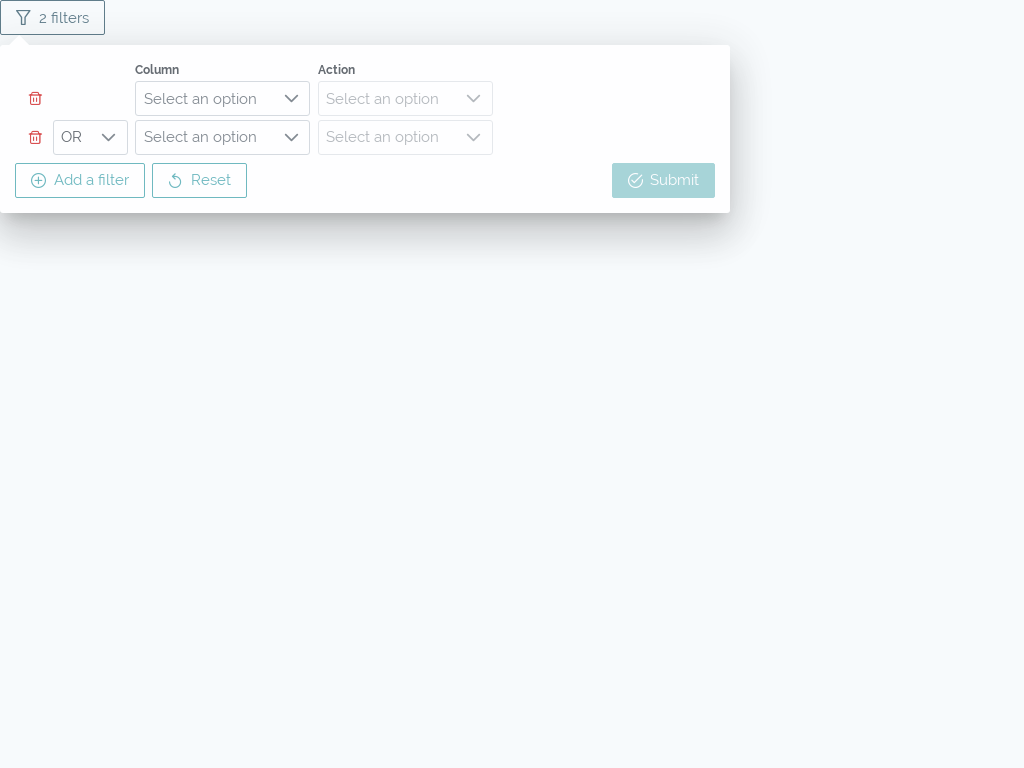 2 filters
Column Action
Select an option Select an option
OR Select an option Select an option
Add a filter Reset Submit